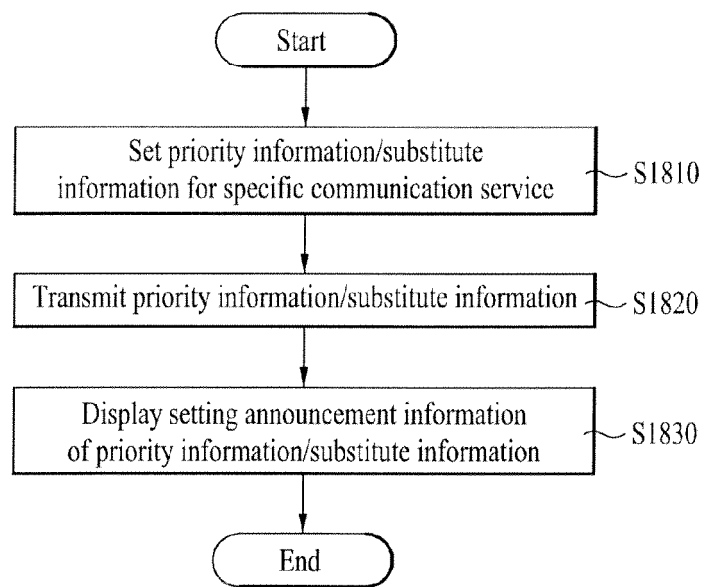 Start
Set priority information/substitute
information for specific communication service
S1810
Transmit priority information/substitute information
S1820
Display setting announcement information
of priority information/substitute information
S1830
End